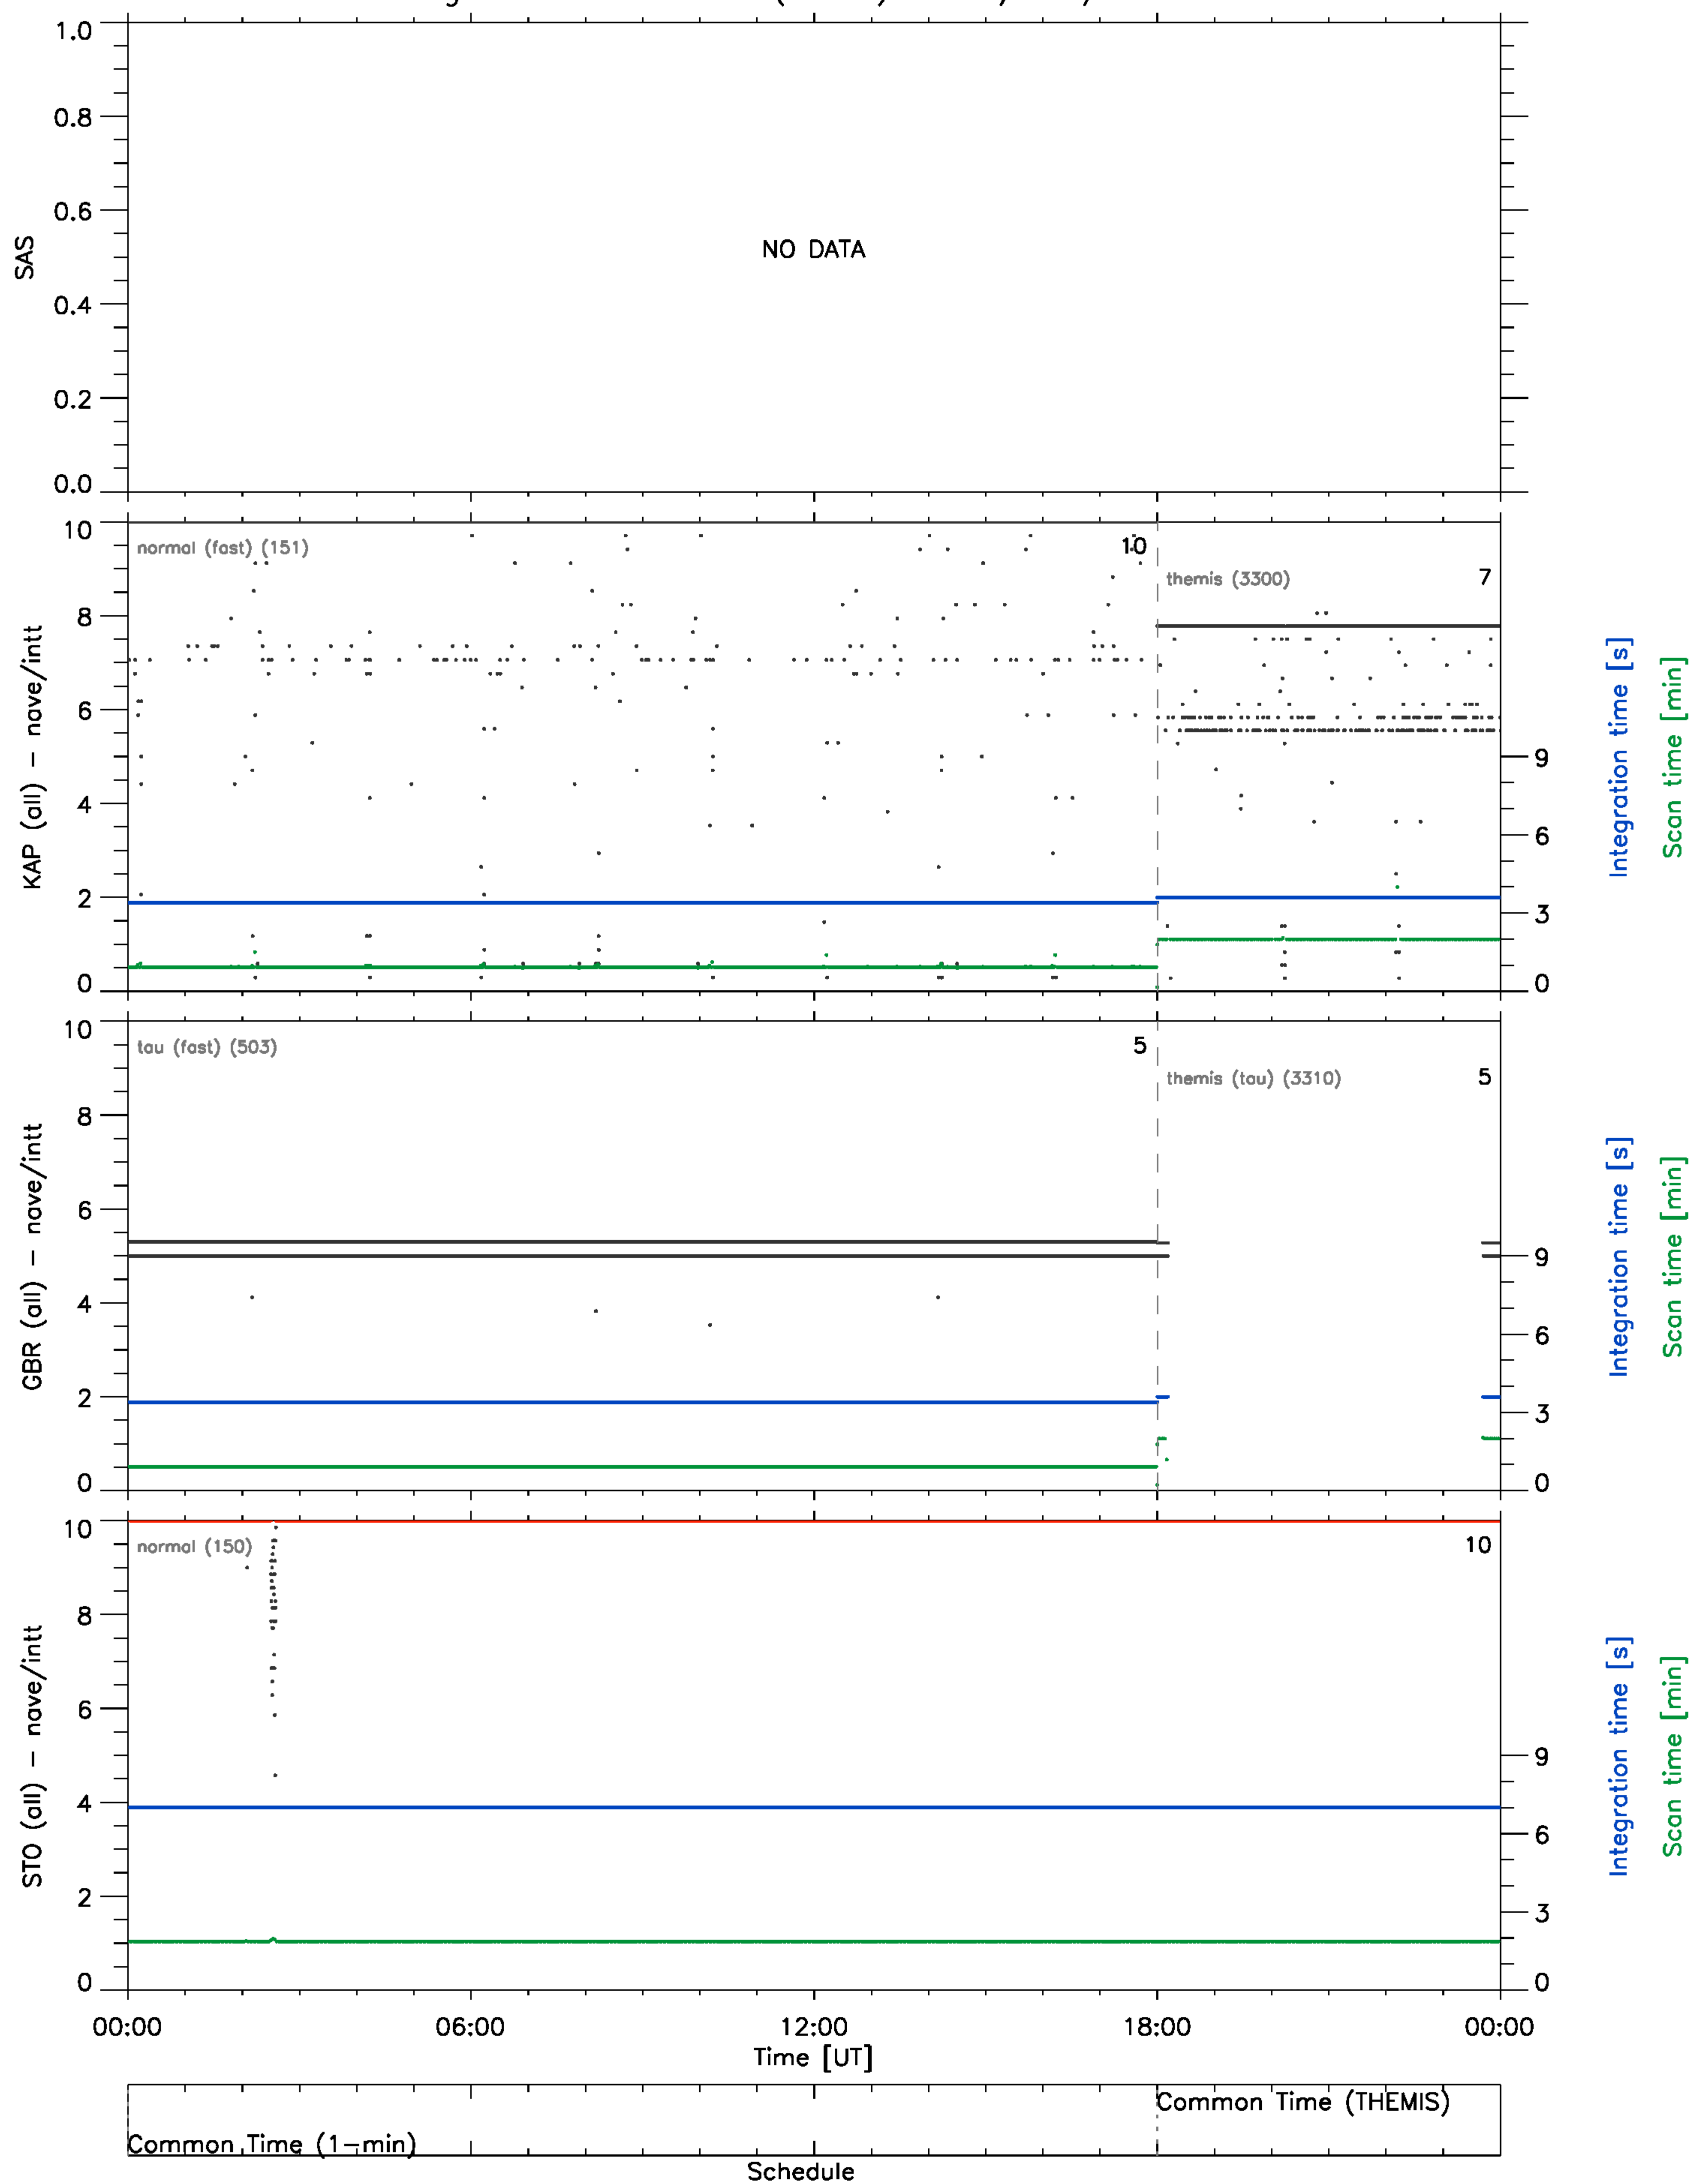 1.0
0.8
0.6
0.4
0.2
0.0
SAS
NO DATA
10
8
6
4
2
0
KAP (all) – nave/intt
normal (fast) (151)
10
themis (3300)
7
9
6
3
0
Integration time [s]
Scan time [min]
10
8
6
4
2
0
GBR (all) – nave/intt
tau (fast) (503)
5
themis (tau) (3310)
5
9
6
3
0
Integration time [s]
Scan time [min]
10
8
6
4
2
0
STO (all) – nave/intt
normal (150)
10
9
6
3
0
Integration time [s]
Scan time [min]
00:00
06:00
12:00
18:00
00:00
Time [UT]
Common Time (THEMIS)
Common Time (1–min)
Schedule